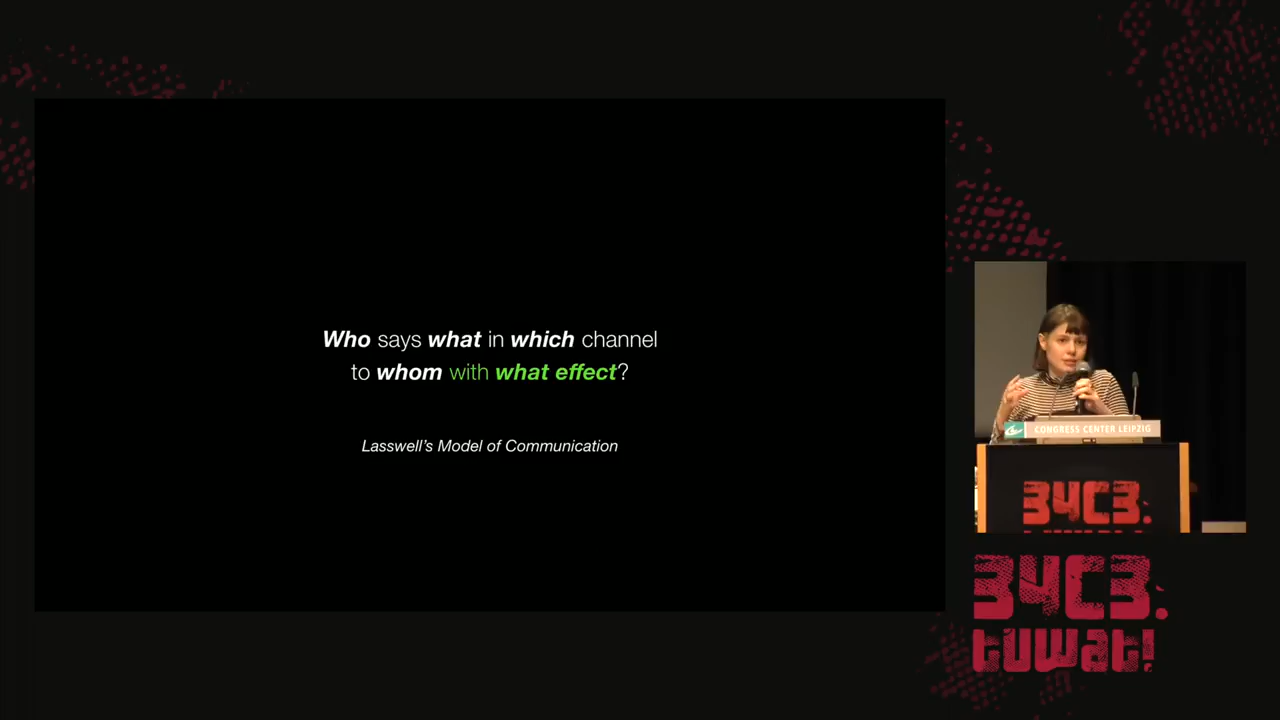 Who says what in which channel
to whom with what effect?
Lasswell's Model of Communication
CONGRESS CENTER LEIPZIG
34C3.
34C3.
tuwat!